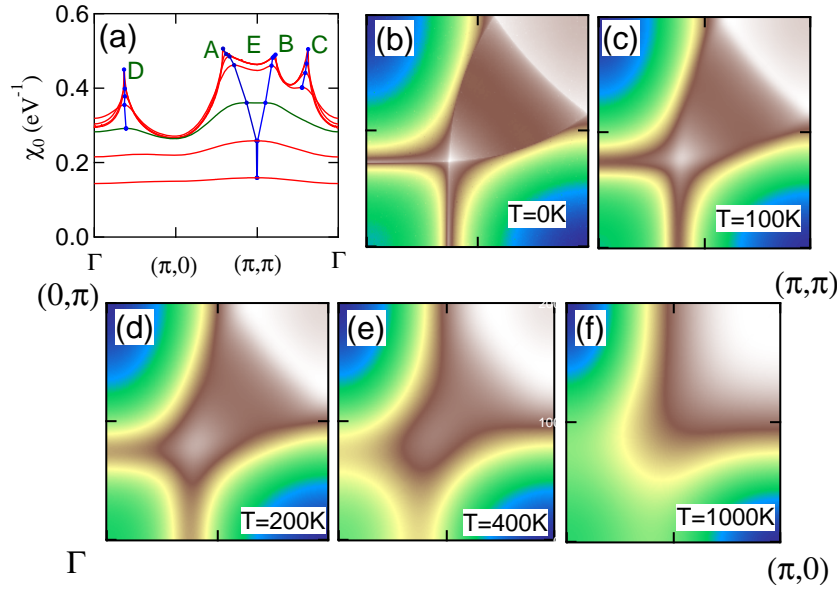 (a)
A E B C
D
χ₀ (eV⁻¹)
0.6
0.4
0.2
0.0
Γ (π,0) (π,π) Γ
(b)
T=0K
(c)
T=100K
(0,π)
(π,π)
(d)
T=200K
(e)
100
T=400K
(f)
T=1000K
Γ
(π,0)